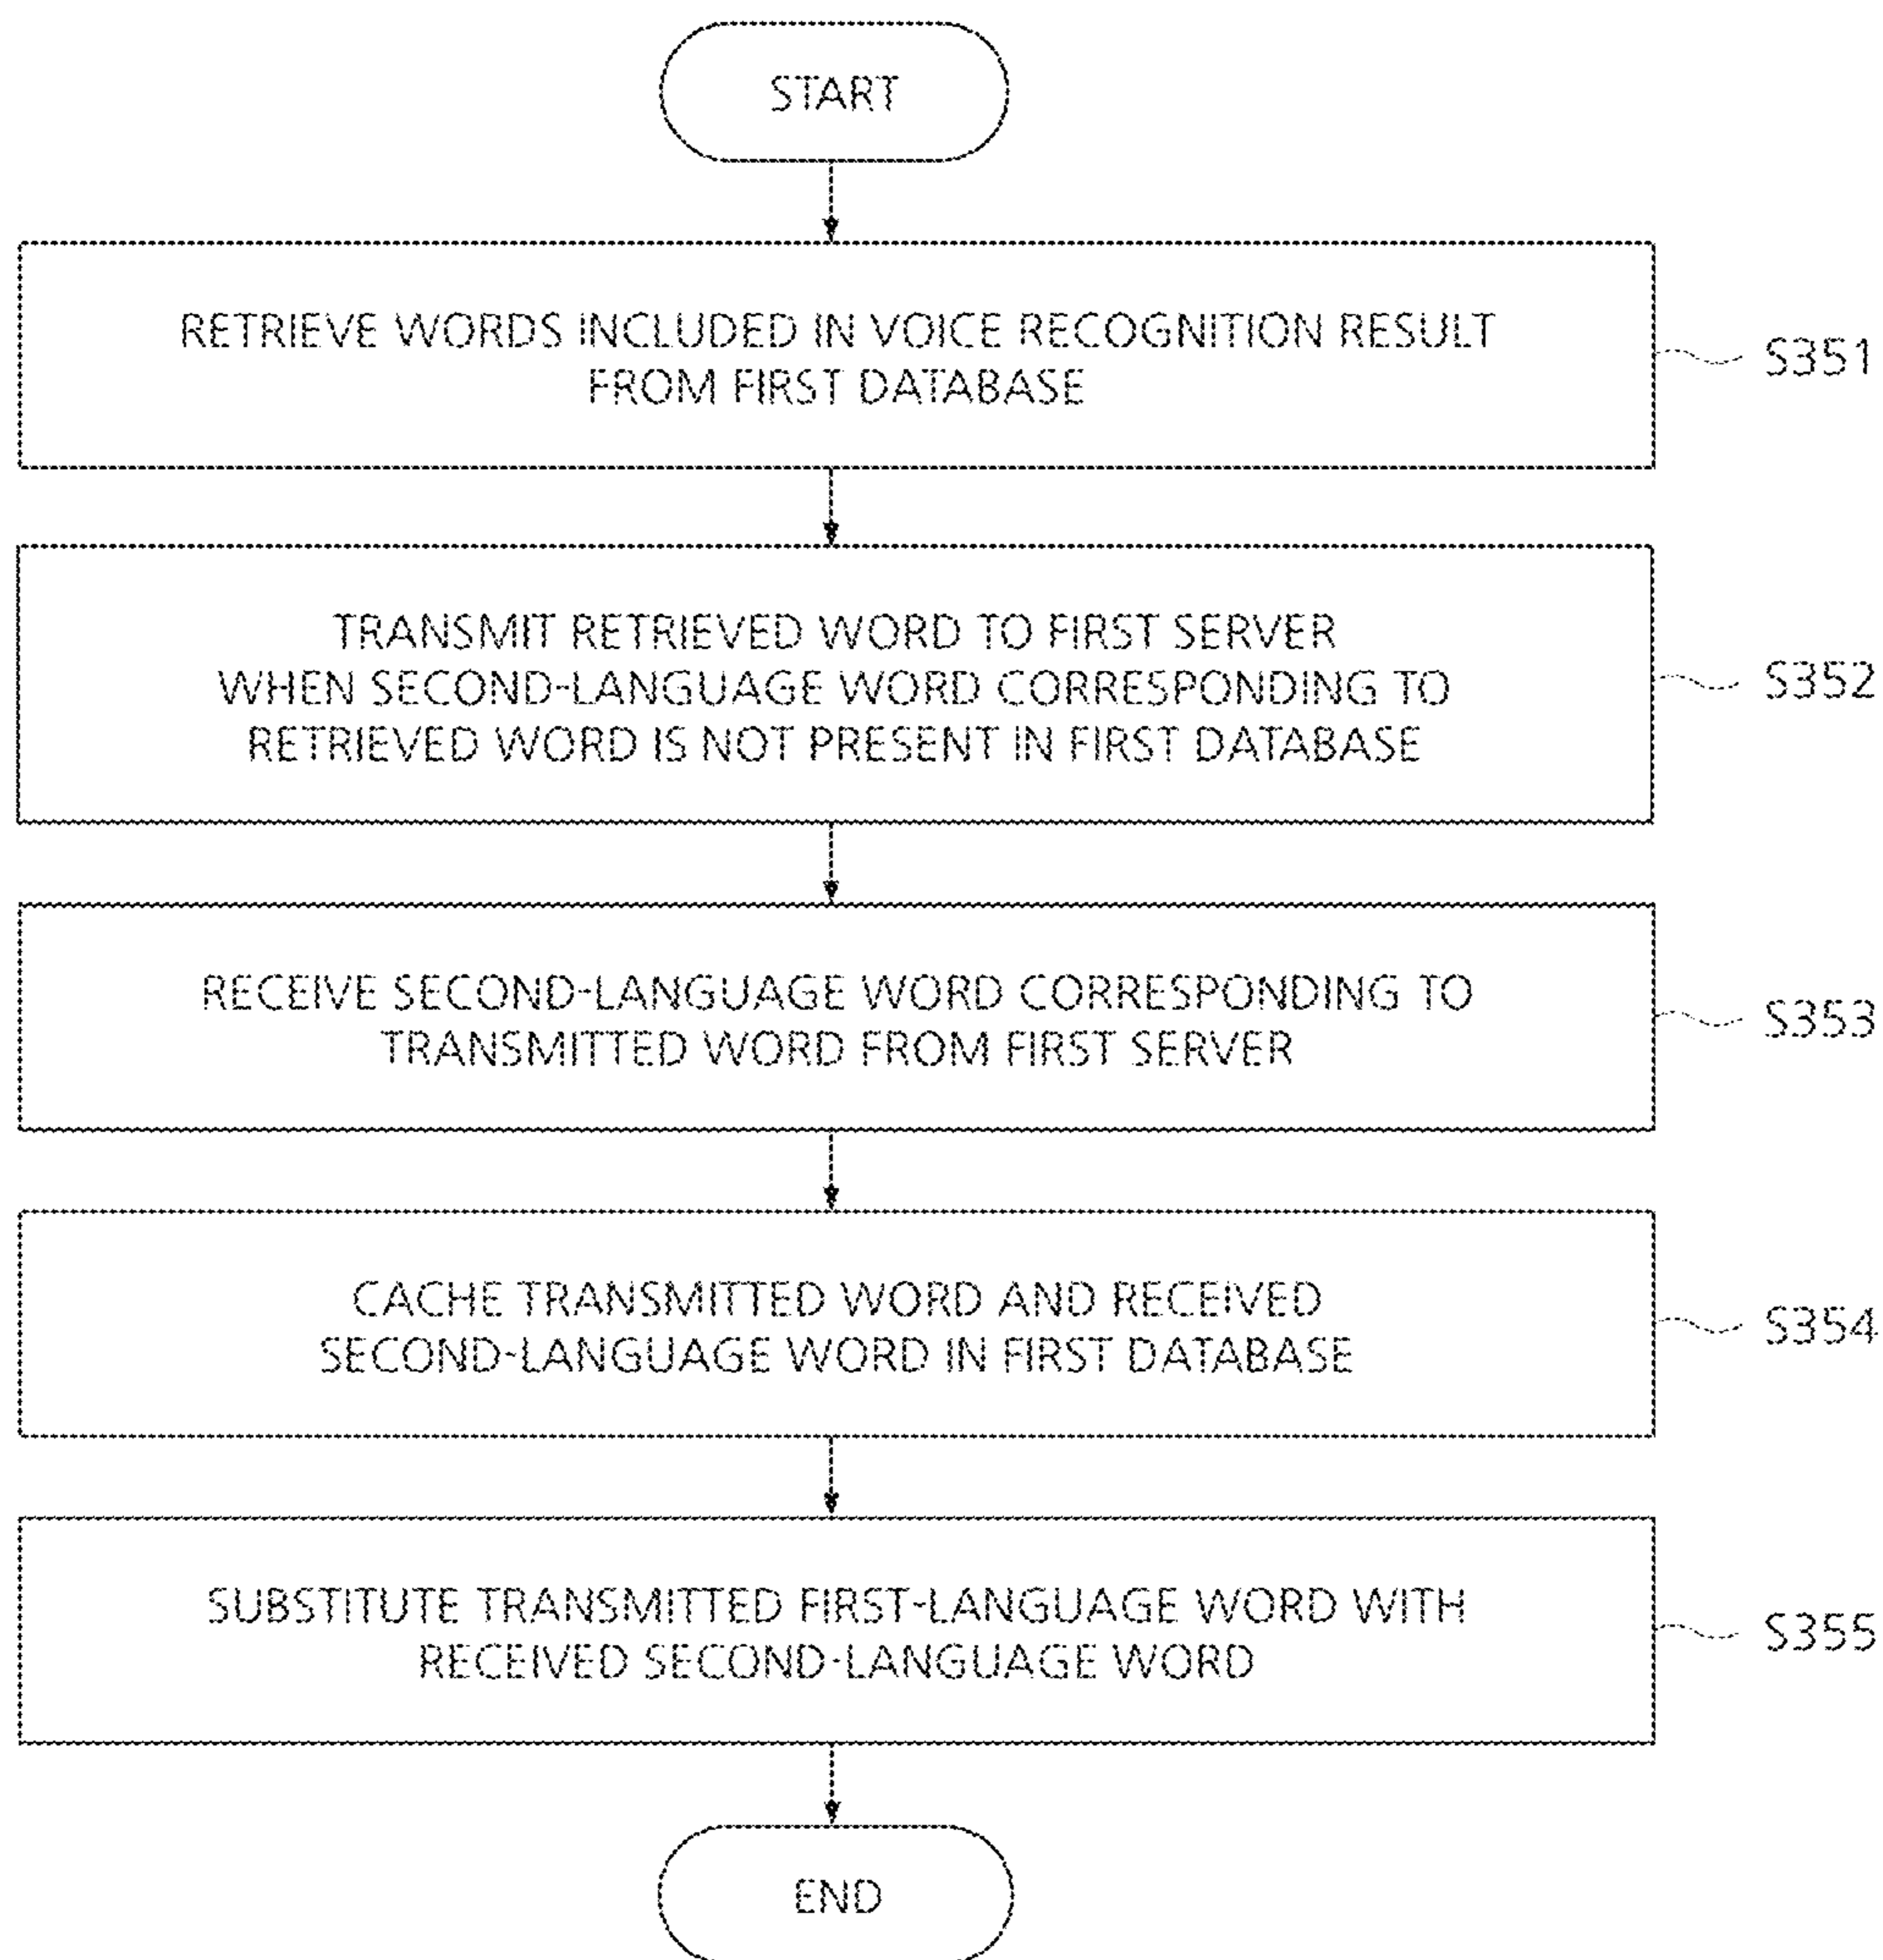 START
RETRIEVE WORDS INCLUDED IN VOICE RECOGNITION RESULT
FROM FIRST DATABASE
S351
TRANSMIT RETRIEVED WORD TO FIRST SERVER
WHEN SECOND-LANGUAGE WORD CORRESPONDING TO
RETRIEVED WORD IS NOT PRESENT IN FIRST DATABASE
S352
RECEIVE SECOND-LANGUAGE WORD CORRESPONDING TO
TRANSMITTED WORD FROM FIRST SERVER
S353
CACHE TRANSMITTED WORD AND RECEIVED
SECOND-LANGUAGE WORD IN FIRST DATABASE
S354
SUBSTITUTE TRANSMITTED FIRST-LANGUAGE WORD WITH
RECEIVED SECOND-LANGUAGE WORD
S355
END